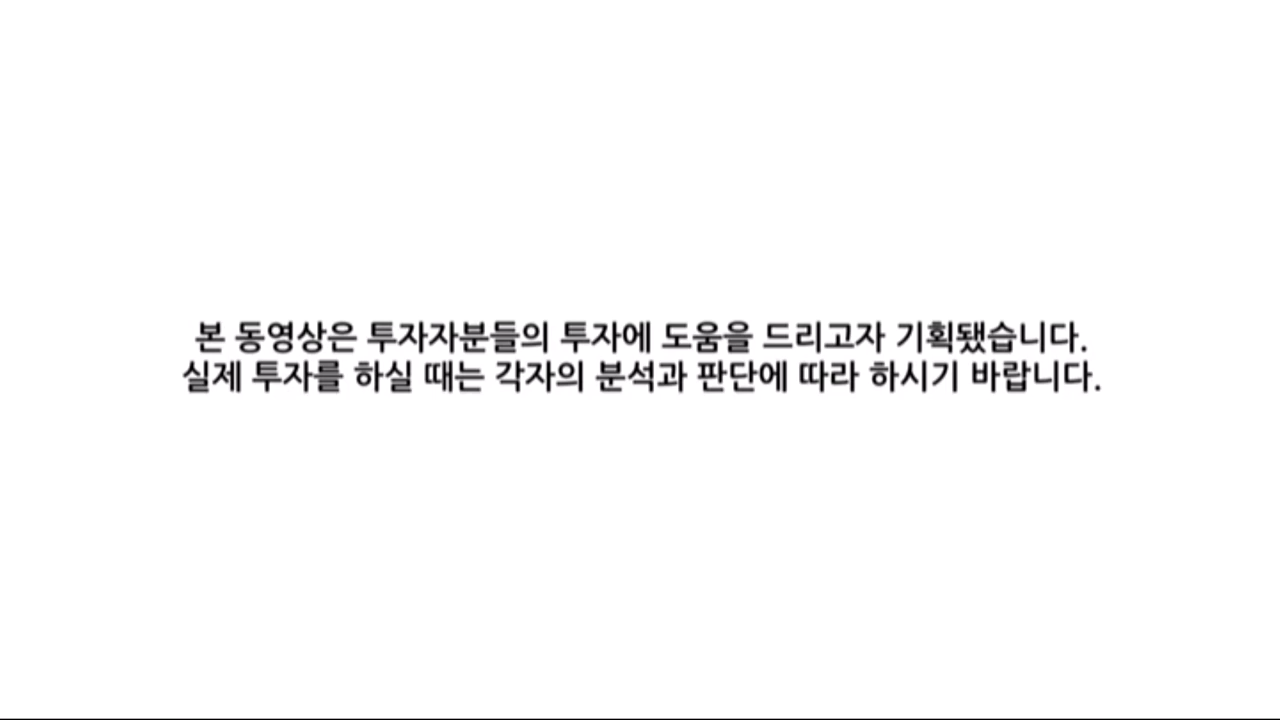 본 동영상은 투자자분들의 투자에 도움을 드리고자 기획됐습니다.
실제 투자를 하실 때는 각자의 분석과 판단에 따라 하시기 바랍니다.